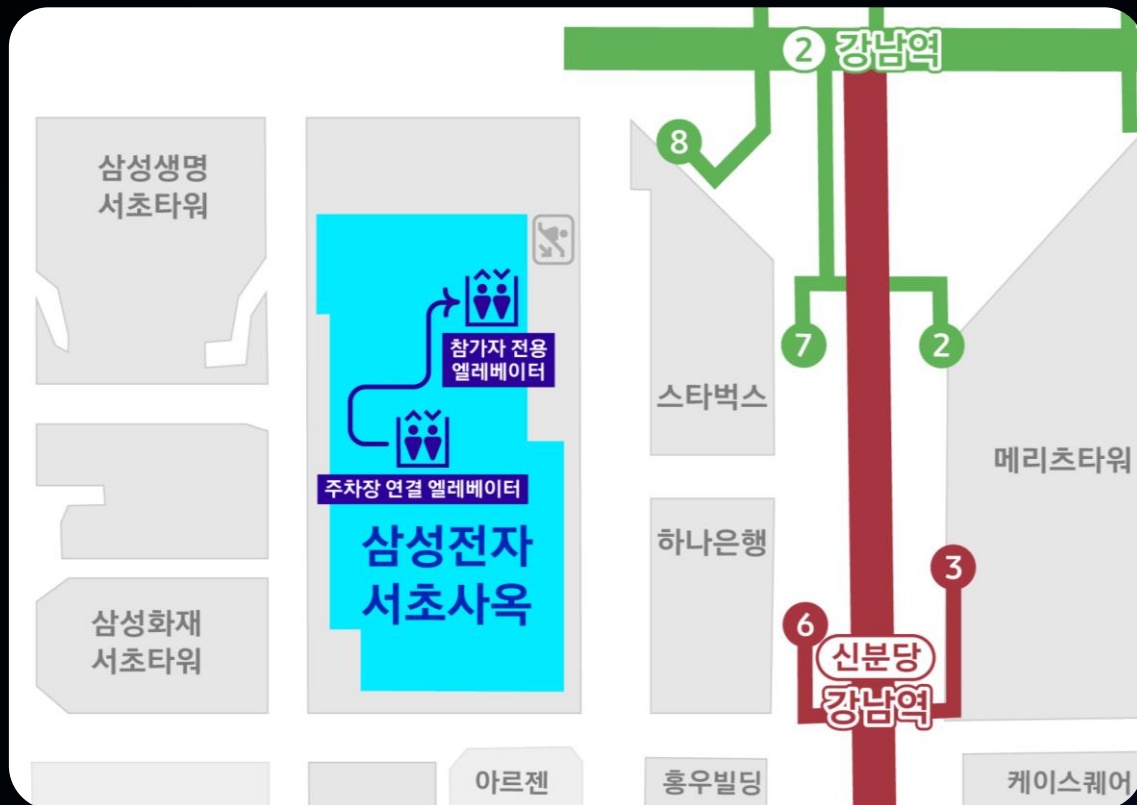 2 강남역
8
삼성생명
서초타워
참가자 전용
엘레베이터
7
2
스타벅스
메리츠타워
주차장 연결 엘레베이터
삼성전자
서초사옥
하나은행
3
6
삼성화재
서초타워
신분당
강남역
아르젠
홍우빌딩
케이스퀘어